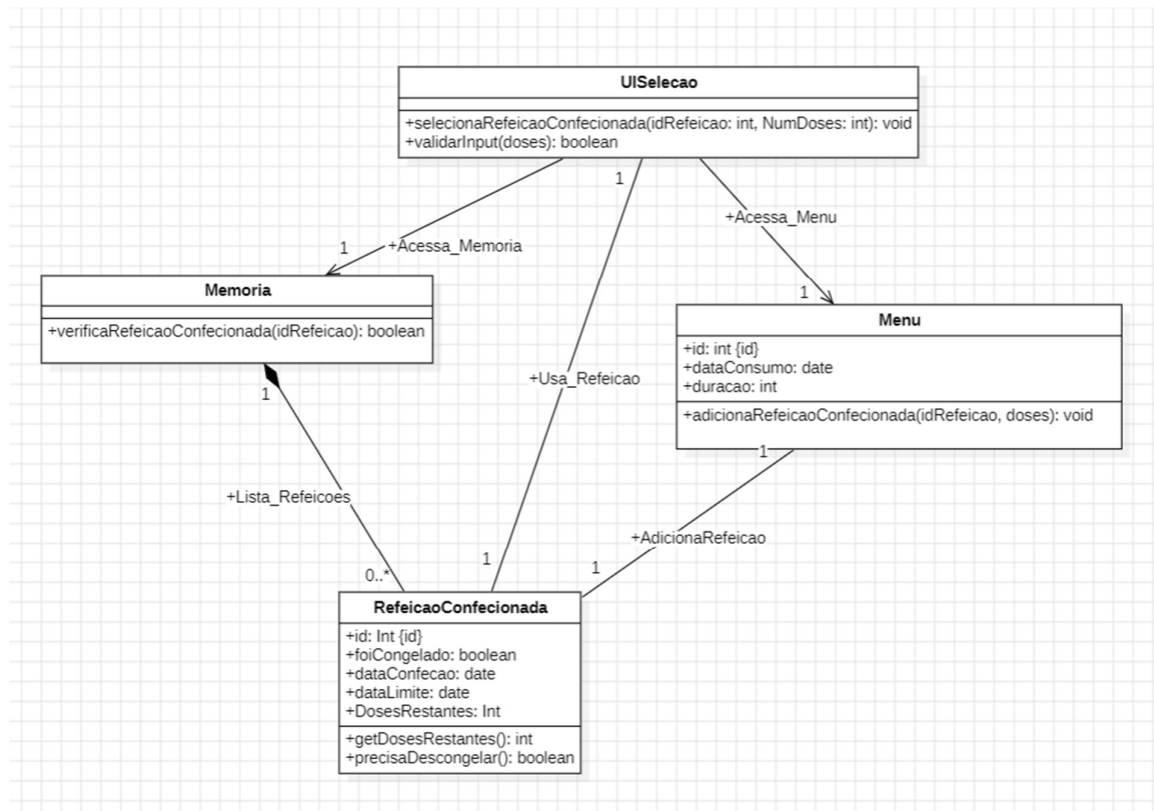 UISelecao
+selecionaRefeicaoConfecionada(idRefeicao: int, NumDoses: int): void
+validarInput(doses): boolean
1
+Acessa_Menu
1
+Acessa_Memoria
1
Memoria
+verificaRefeicaoConfecionada(idRefeicao): boolean
Menu
+id: int {id}
+dataConsumo: date
+duracao: int
+adicionaRefeicaoConfecionada(idRefeicao, doses): void
+Usa_Refeicao
1
1
+Lista_Refeicoes
+AdicionaRefeicao
1
1
0..*
RefeicaoConfecionada
+id: Int {id}
+foiCongelado: boolean
+dataConfecao: date
+dataLimite: date
+DosesRestantes: Int
+getDosesRestantes(): int
+precisaDescongelar(): boolean